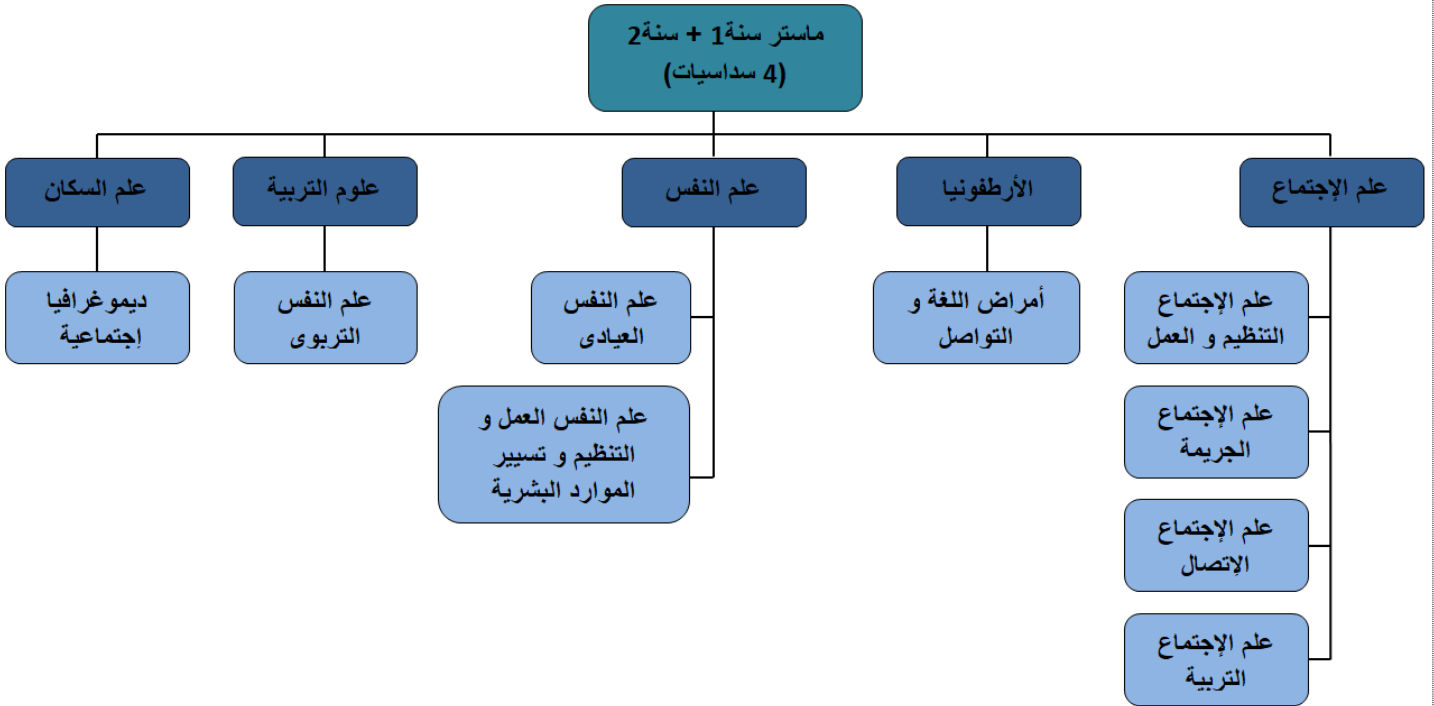 ماستر سنة1 + سنة2
(4 سداسيات)
علم الإجتماع
الأرطفونيا
علم النفس
علوم التربية
علم السكان
علم الإجتماع
التنظيم و العمل
علم الإجتماع
الجريمة
علم الإجتماع
الإتصال
علم الإجتماع
التربية
أمراض اللغة و
التواصل
علم النفس
العيادى
علم النفس العمل و
التنظيم و تسيير
الموارد البشرية
علم النفس
التربوى
ديموغرافيا
إجتماعية